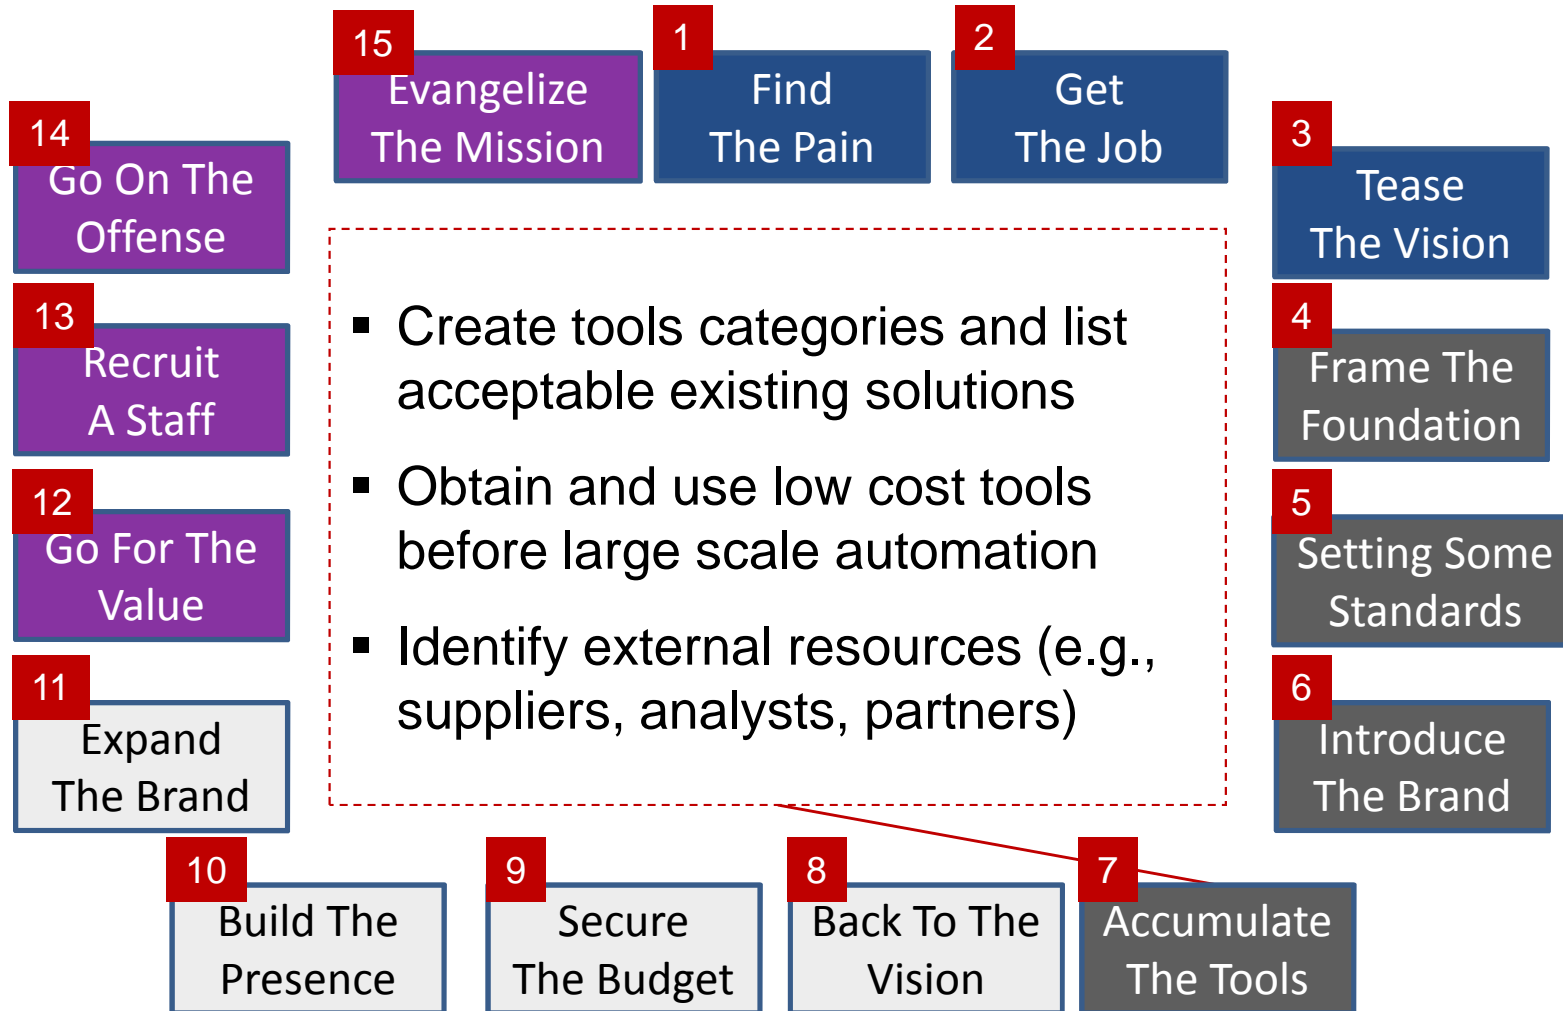 1
Find
The Pain
2
Get
The Job
3
Tease
The Vision
4
Frame The
Foundation
5
Setting Some
Standards
6
Introduce
The Brand
7
Accumulate
The Tools
8
Back To The
Vision
9
Secure
The Budget
10
Build The
Presence
11
Expand
The Brand
12
Go For The
Value
13
Recruit
A Staff
14
Go On The
Offense
15
Evangelize
The Mission
▪ Create tools categories and list
acceptable existing solutions
▪ Obtain and use low cost tools
before large scale automation
▪ Identify external resources (e.g.,
suppliers, analysts, partners)